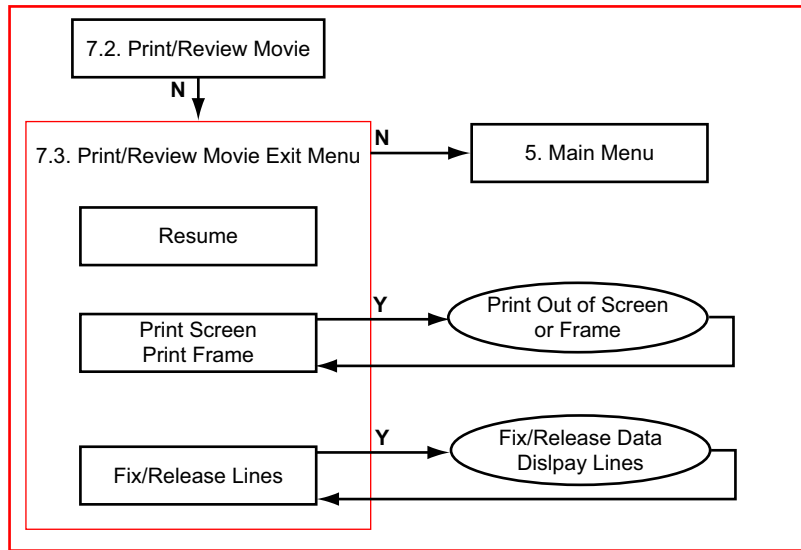 7.2. Print/Review Movie
N
7.3. Print/Review Movie Exit Menu
N
5. Main Menu
Resume
Print Screen
Print Frame
Y
Print Out of Screen
or Frame
Fix/Release Lines
Y
Fix/Release Data
Dislpay Lines